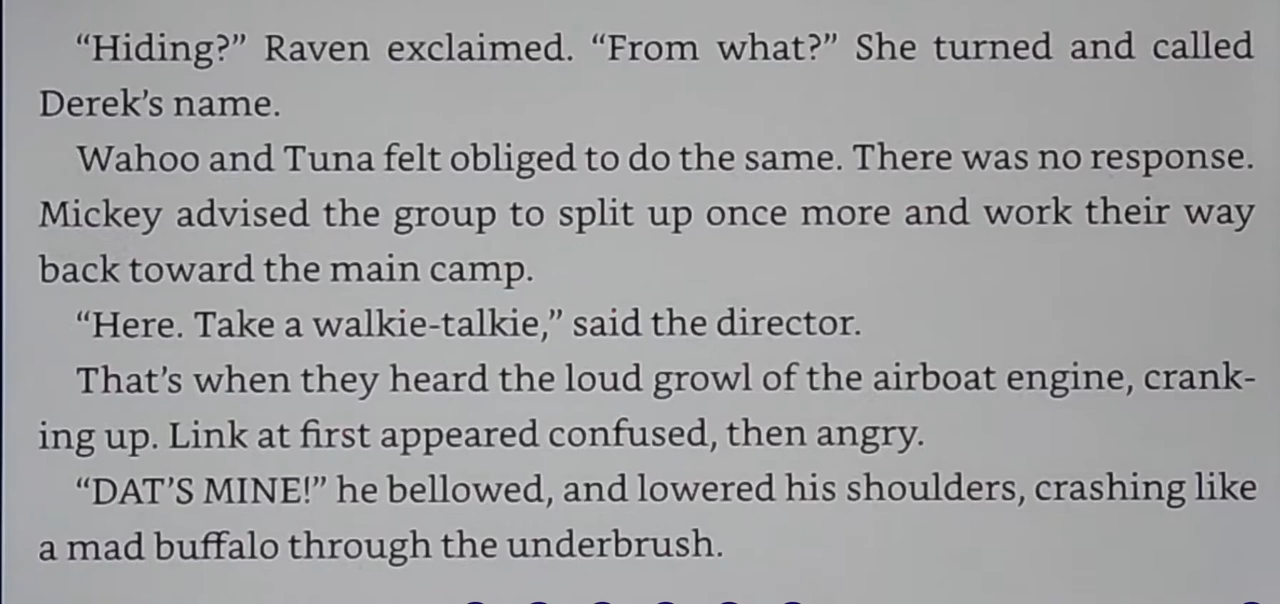 “Hiding?” Raven exclaimed. “From what?” She turned and called
Derek’s name.
Wahoo and Tuna felt obliged to do the same. There was no response.
Mickey advised the group to split up once more and work their way
back toward the main camp.
“Here. Take a walkie-talkie,” said the director.
That’s when they heard the loud growl of the airboat engine, crank-
ing up. Link at first appeared confused, then angry.
“DAT’S MINE!” he bellowed, and lowered his shoulders, crashing like
a mad buffalo through the underbrush.